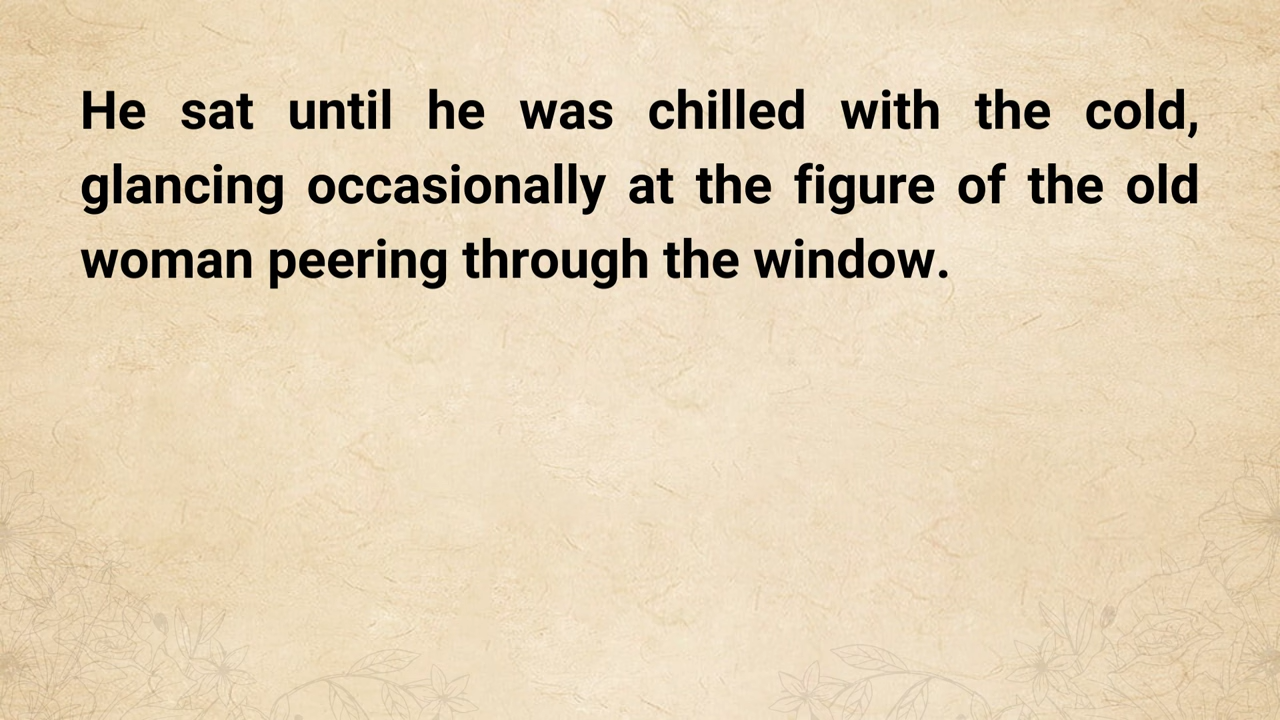 He sat until he was chilled with the cold,
glancing occasionally at the figure of the old
woman peering through the window.